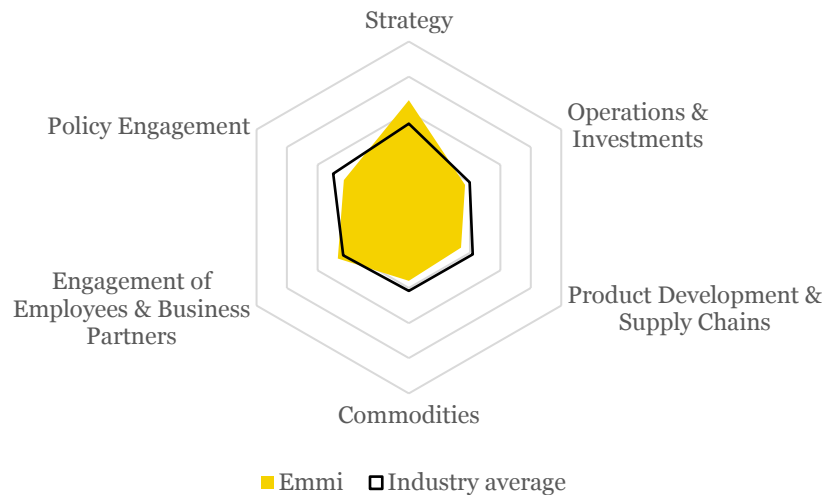 Strategy
Operations &
Investments
Policy Engagement
Engagement of
Employees & Business
Partners
Product Development &
Supply Chains
Commodities
Emmi
Industry average